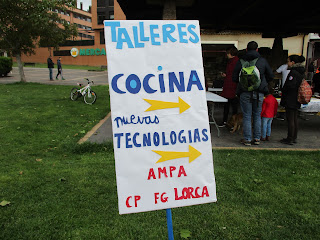 TALLERES
COCINA
nuevas
TECNOLOGIAS
AMPA
CP FG LORCA